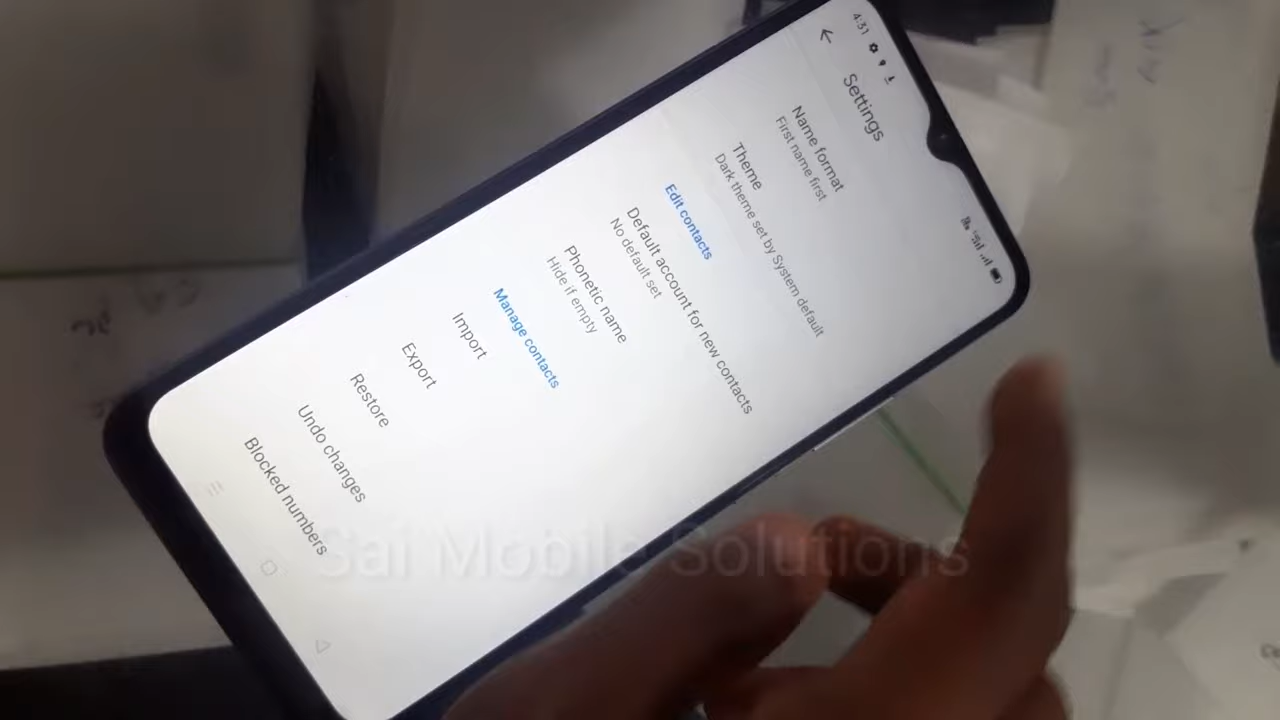 4:31
Settings
Name format
First name first
Theme
Dark theme set by System default
Edit contacts
Default account for new contacts
No default set
Phonetic name
Hide if empty
Manage contacts
Import
Export
Restore
Undo changes
Blocked numbers
Sai Mobile Solutions